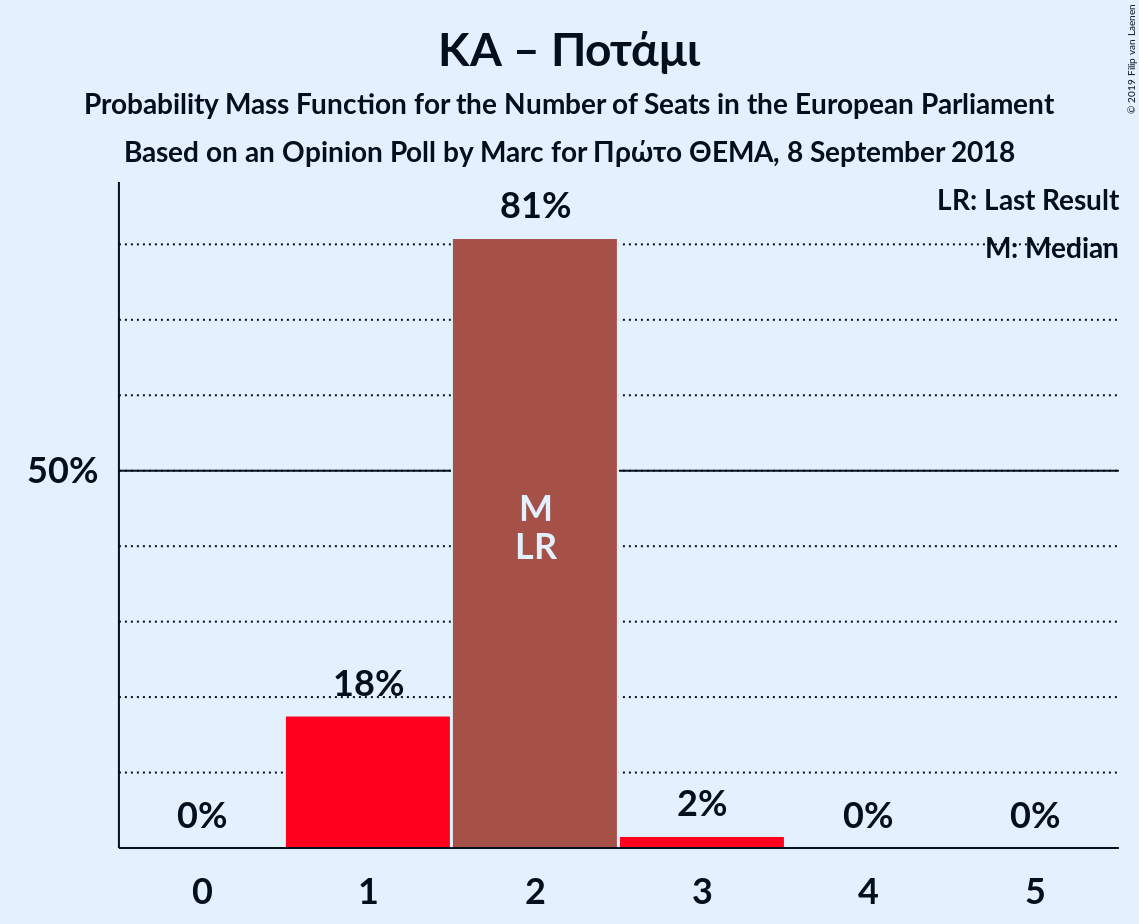 ΚΑ – Ποτάμι
Probability Mass Function for the Number of Seats in the European Parliament
Based on an Opinion Poll by Marc for Πρώτο ΘΕΜΑ, 8 September 2018
© 2019 Filip van Laenen
LR: Last Result
M: Median
81%
50%
M
LR
18%
0%
2%
0%
0%
0
1
2
3
4
5